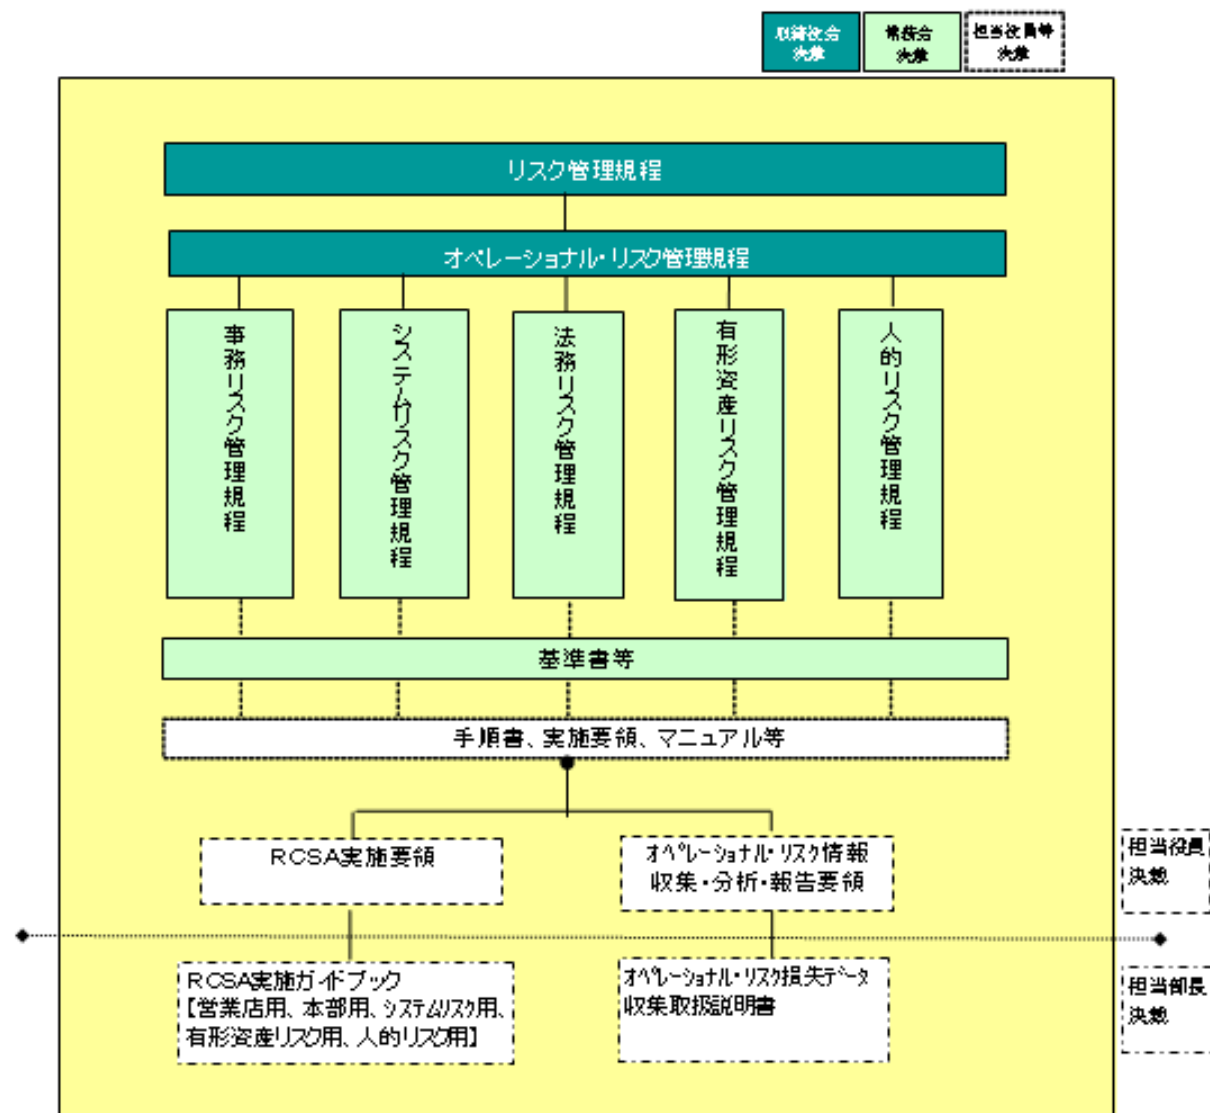 取締役会
決裁
常務会
決裁
担当役員等
決裁
リスク管理規程
オペレーショナル・リスク管理規程
事務リスク管理規程
システムリスク管理規程
法務リスク管理規程
有形資産リスク管理規程
人的リスク管理規程
基準書等
手順書、実施要領、マニュアル等
RCSA実施要領
オペレーショナル・リスク情報
収集・分析・報告要領
担当役員
決裁
RCSA実施ガイドブック
【営業店用、本部用、システムリスク用、
有形資産リスク用、人的リスク用】
オペレーショナル・リスク損失データ
収集取扱説明書
担当部長
決裁